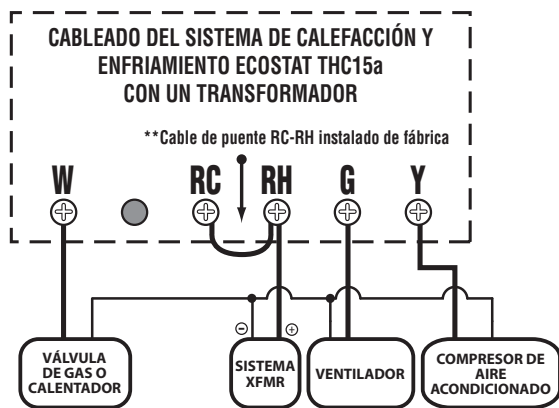 CABLEADO DEL SISTEMA DE CALEFACCIÓN Y
ENFRIAMIENTO ECOSTAT THC15a
CON UN TRANSFORMADOR
**Cable de puente RC-RH instalado de fábrica
W RC RH G Y
⊖ ⊕
VÁLVULA
DE GAS O
CALENTADOR
SISTEMA
XFMR
VENTILADOR
COMPRESOR DE
AIRE
ACONDICIONADO